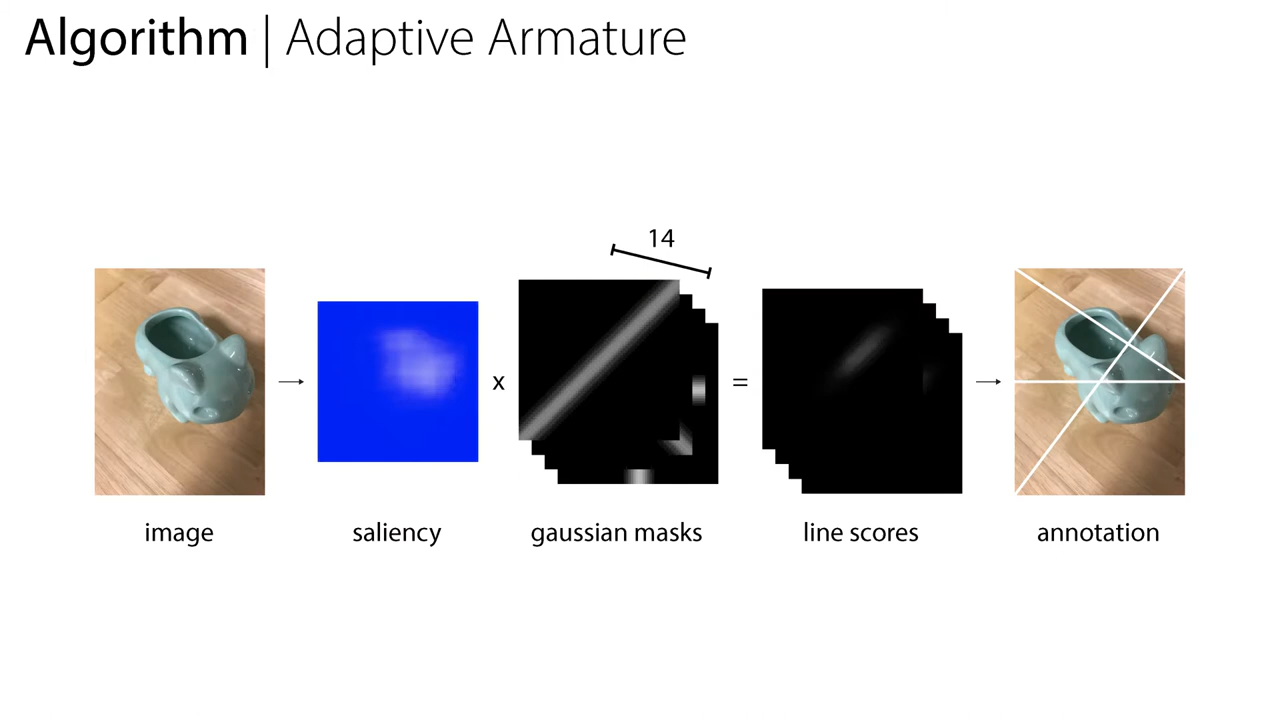 Algorithm | Adaptive Armature
14
x
=
image
saliency
gaussian masks
line scores
annotation